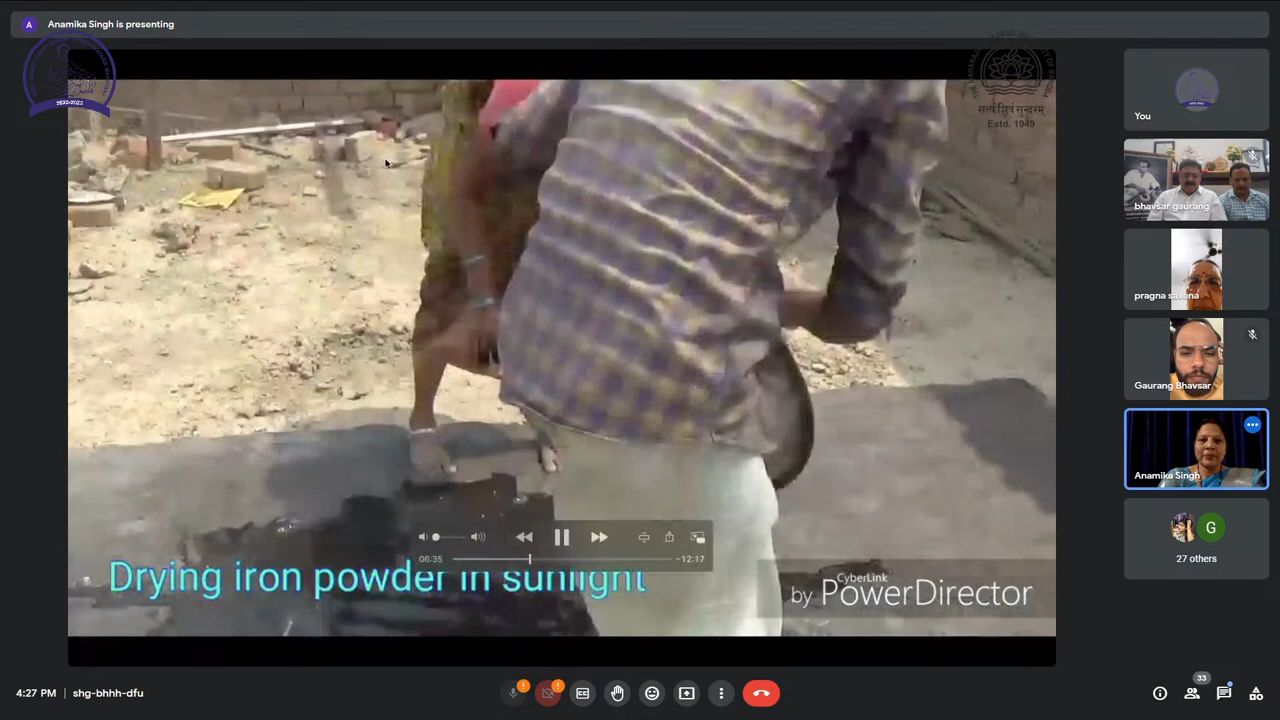 A
Anamika Singh is presenting
2022-2023
सत्यं शिवं सुन्दरम्
Estd. 1949
You
bhavsar gaurang
pragna saxena
Gaurang Bhavsar
Anamika Singh
G
27 others
06:35
−12:17
Drying iron powder in sunlight
CyberLink
by PowerDirector
4:27 PM
shg-bhhh-dfu
33